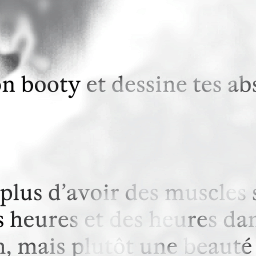 on booty et dessine tes abs
plus d’avoir des muscles s
s heures et des heures dan
n, mais plutôt une beauté